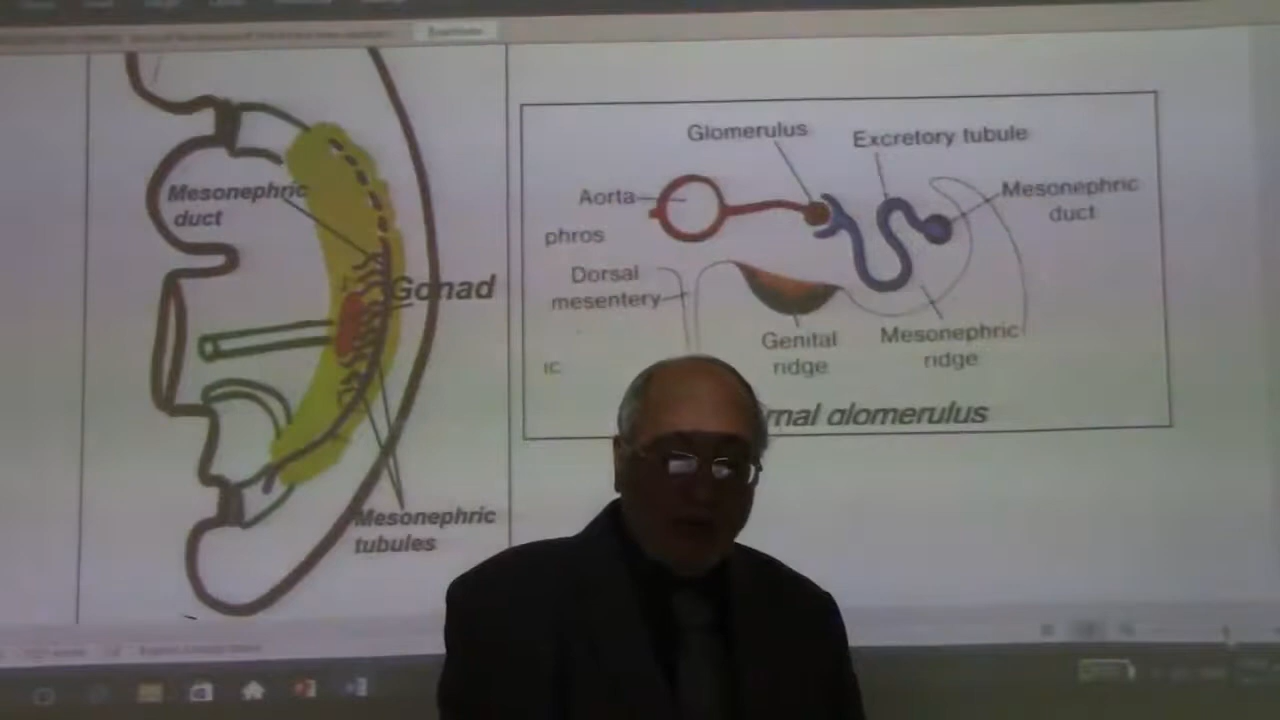 Mesonephric
duct
Gonad
Mesonephric
tubules
Glomerulus
Excretory tubule
Aorta
Mesonephric
duct
phros
Dorsal
mesentery
Genital
ridge
Mesonephric
ridge
IC
rnal glomerulus